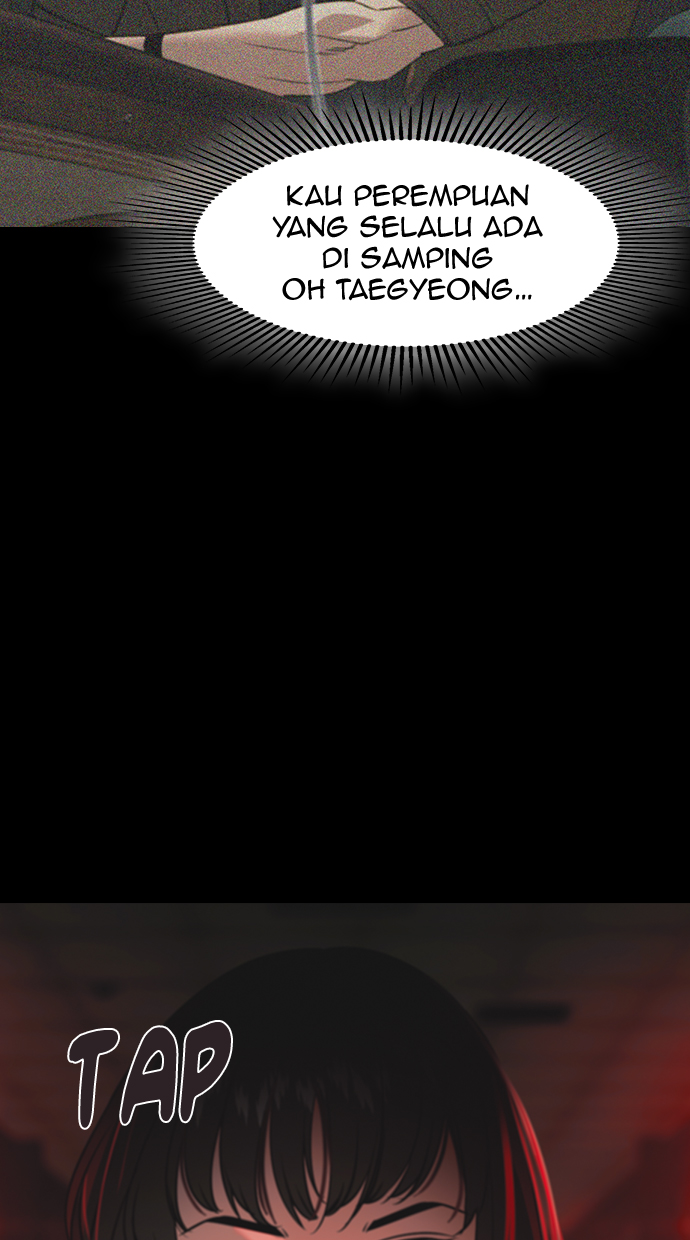 KAU PEREMPUAN
YANG SELALU ADA
DI SAMPING
OH TAEGYEONG...
TAP